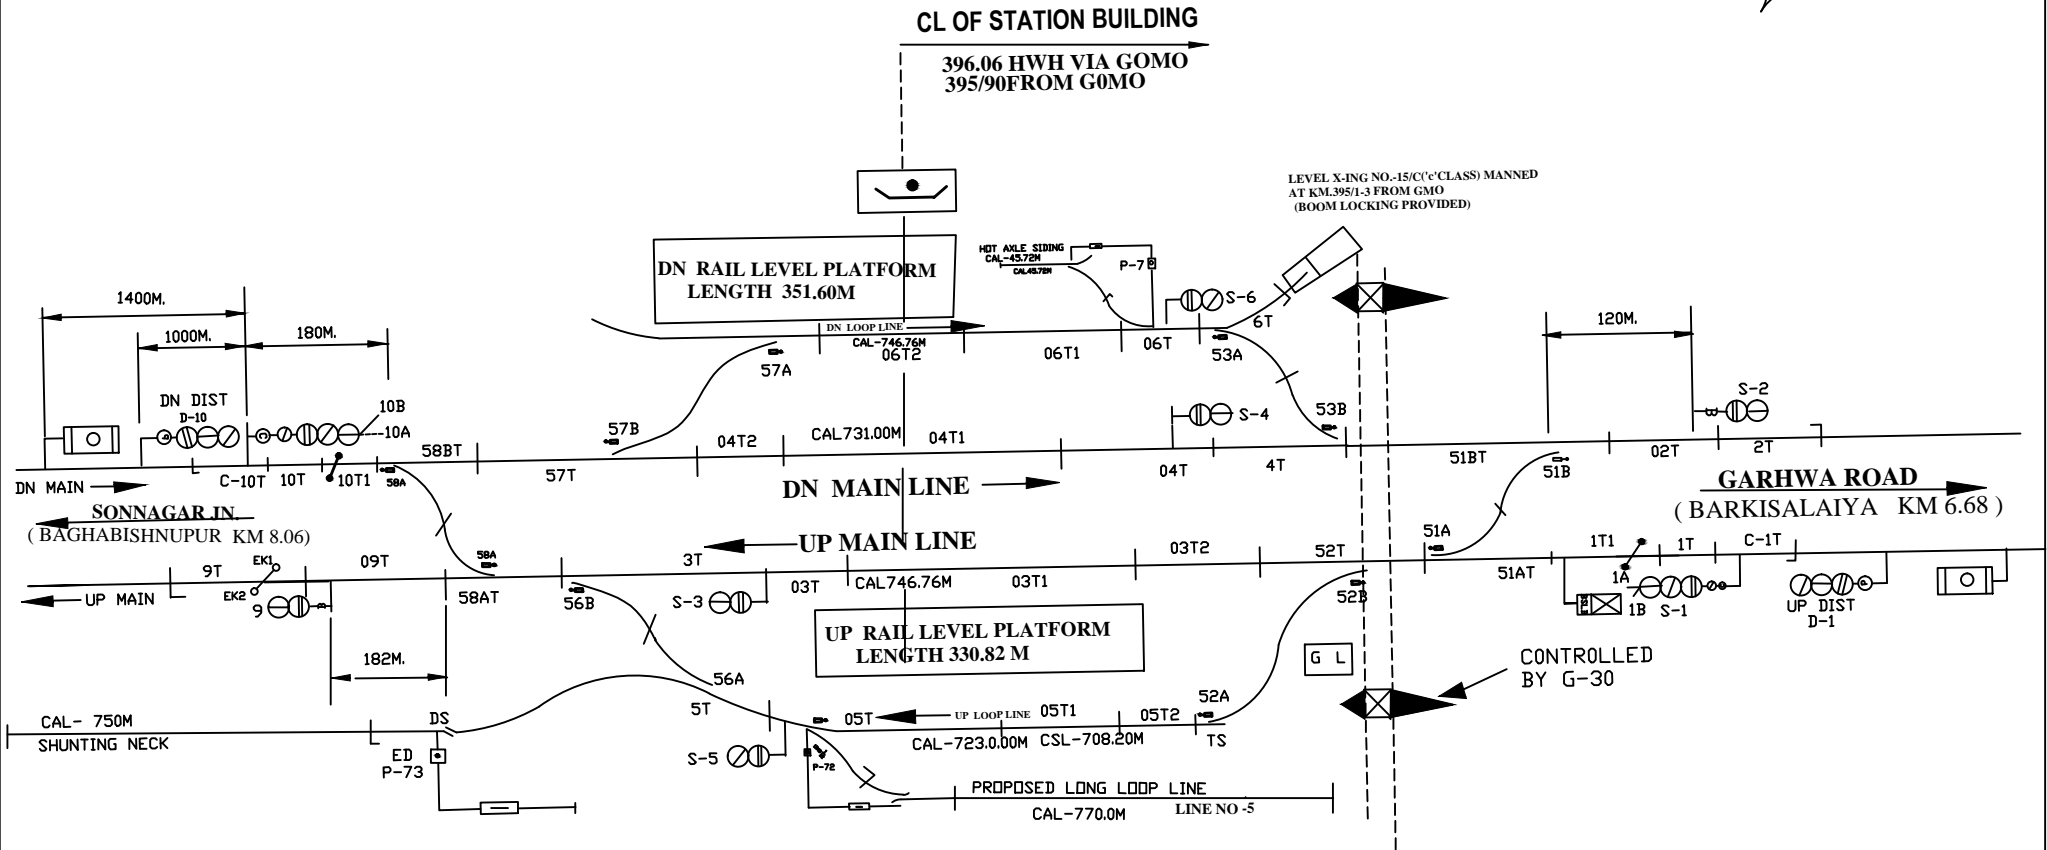 CL OF STATION BUILDING
396.06 HWH VIA GOMO
395/90FROM G0MO
LEVEL X-ING NO.-15/C('c'CLASS) MANNED
AT KM.395/1-3 FROM GMO
(BOOM LOCKING PROVIDED)
DN RAIL LEVEL PLATFORM
LENGTH 351.60M
HOT AXLE SIDING
CAL-45.72M
CAL45.72M
P-7
S-6
6T
1400M.
1000M.
180M.
120M.
DN LOOP LINE
CAL-746.76M
06T2
06T1
06T
53A
57A
DN DIST
D-10
10B
10A
S-2
S-4
53B
57B
58BT
04T2
CAL731.00M
04T1
57T
04T
4T
51BT
51B
02T
2T
C-10T
10T
10T1
58A
DN MAIN
DN MAIN LINE
GARHWA ROAD
( BARKISALAIYA KM 6.68 )
SONNAGAR JN.
( BAGHABISHNUPUR KM 8.06)
UP MAIN LINE
51A
1T1
1T
C-1T
9T
EK1
09T
58A
3T
03T2
52T
51AT
1A
EK2
UP MAIN
9
58AT
56B
S-3
03T
CAL746.76M
03T1
52B
1B
S-1
UP DIST
D-1
UP RAIL LEVEL PLATFORM
LENGTH 330.82 M
G L
CONTROLLED
BY G-30
182M.
56A
5T
52A
CAL- 750M
SHUNTING NECK
DS
05T
UP LOOP LINE
05T1
05T2
TS
CAL-723.0.00M
CSL-708.20M
ED
P-73
S-5
P-72
PROPOSED LONG LOOP LINE
CAL-770.0M
LINE NO -5